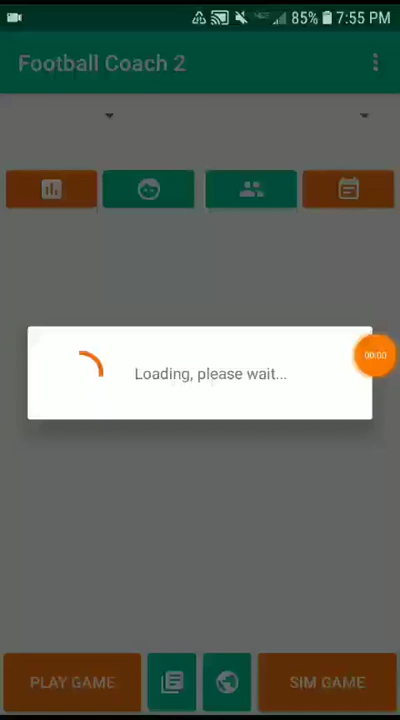 85% 7:55 PM
Football Coach 2
Loading, please wait...
00:00
PLAY GAME
SIM GAME